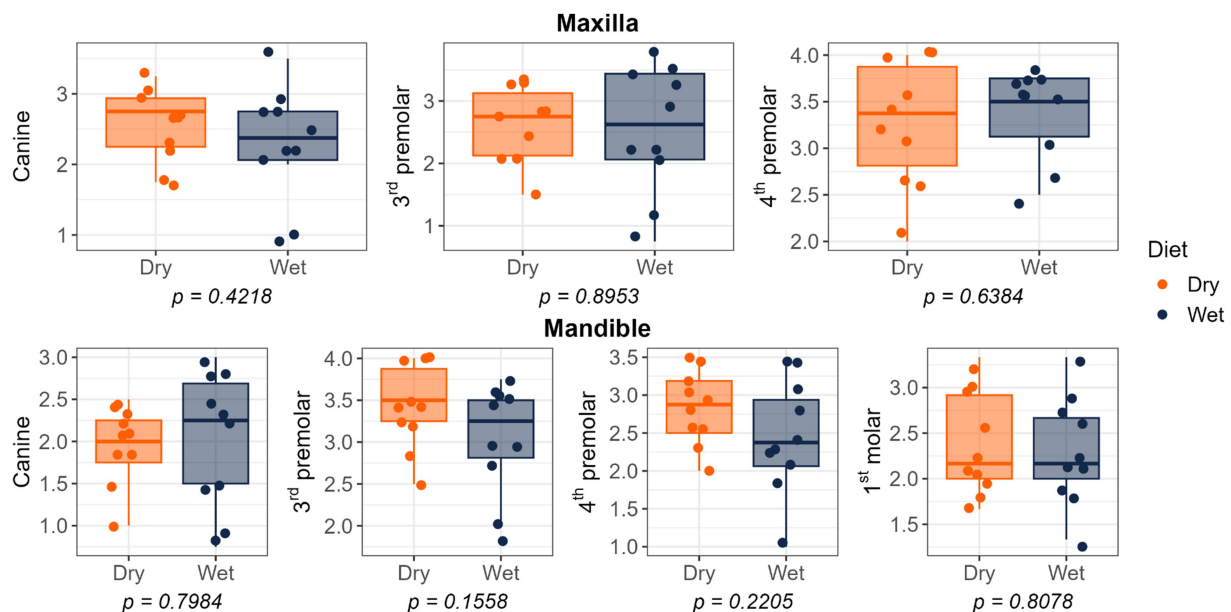 Maxilla
Canine
3
2
1
Dry Wet
p = 0.4218
3rd premolar
3
2
1
Dry Wet
p = 0.8953
4th premolar
4.0
3.5
3.0
2.5
2.0
Dry Wet
p = 0.6384
Diet
Dry
Wet
Mandible
Canine
3.0
2.5
2.0
1.5
1.0
Dry Wet
p = 0.7984
3rd premolar
4.0
3.5
3.0
2.5
2.0
Dry Wet
p = 0.1558
4th premolar
3.5
3.0
2.5
2.0
1.5
1.0
Dry Wet
p = 0.2205
1st molar
3.0
2.5
2.0
1.5
Dry Wet
p = 0.8078